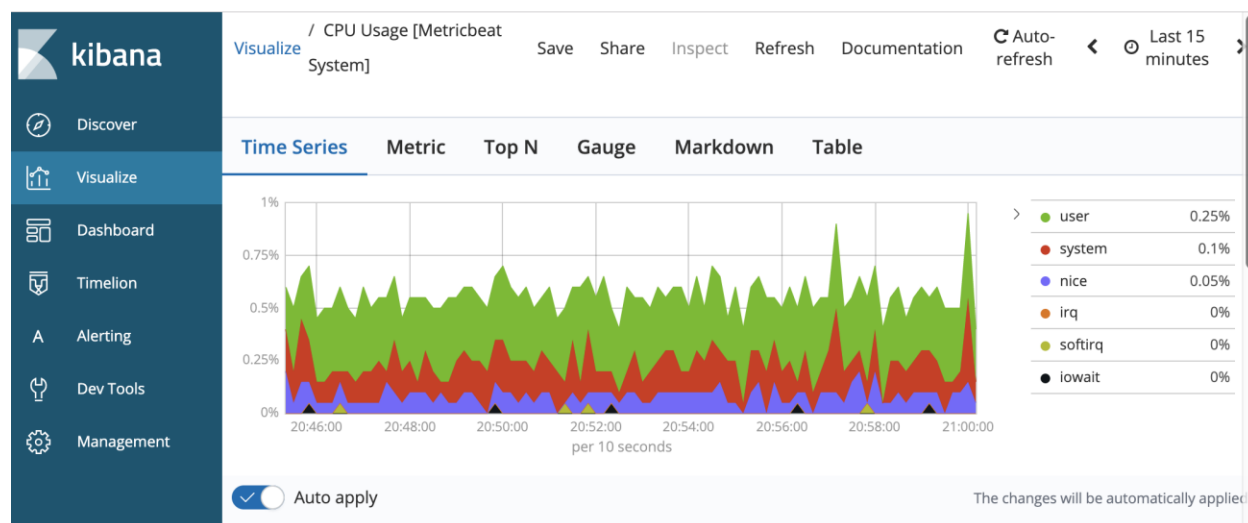 kibana
Discover
Visualize
Dashboard
Timelion
A Alerting
Dev Tools
Management
Visualize / CPU Usage [Metricbeat System]
Save Share Inspect Refresh Documentation
Auto-refresh
Last 15 minutes
Time Series Metric Top N Gauge Markdown Table
1%
0.75%
0.5%
0.25%
0%
20:46:00 20:48:00 20:50:00 20:52:00 20:54:00 20:56:00 20:58:00 21:00:00
per 10 seconds
user 0.25%
system 0.1%
nice 0.05%
irq 0%
softirq 0%
iowait 0%
Auto apply
The changes will be automatically applied